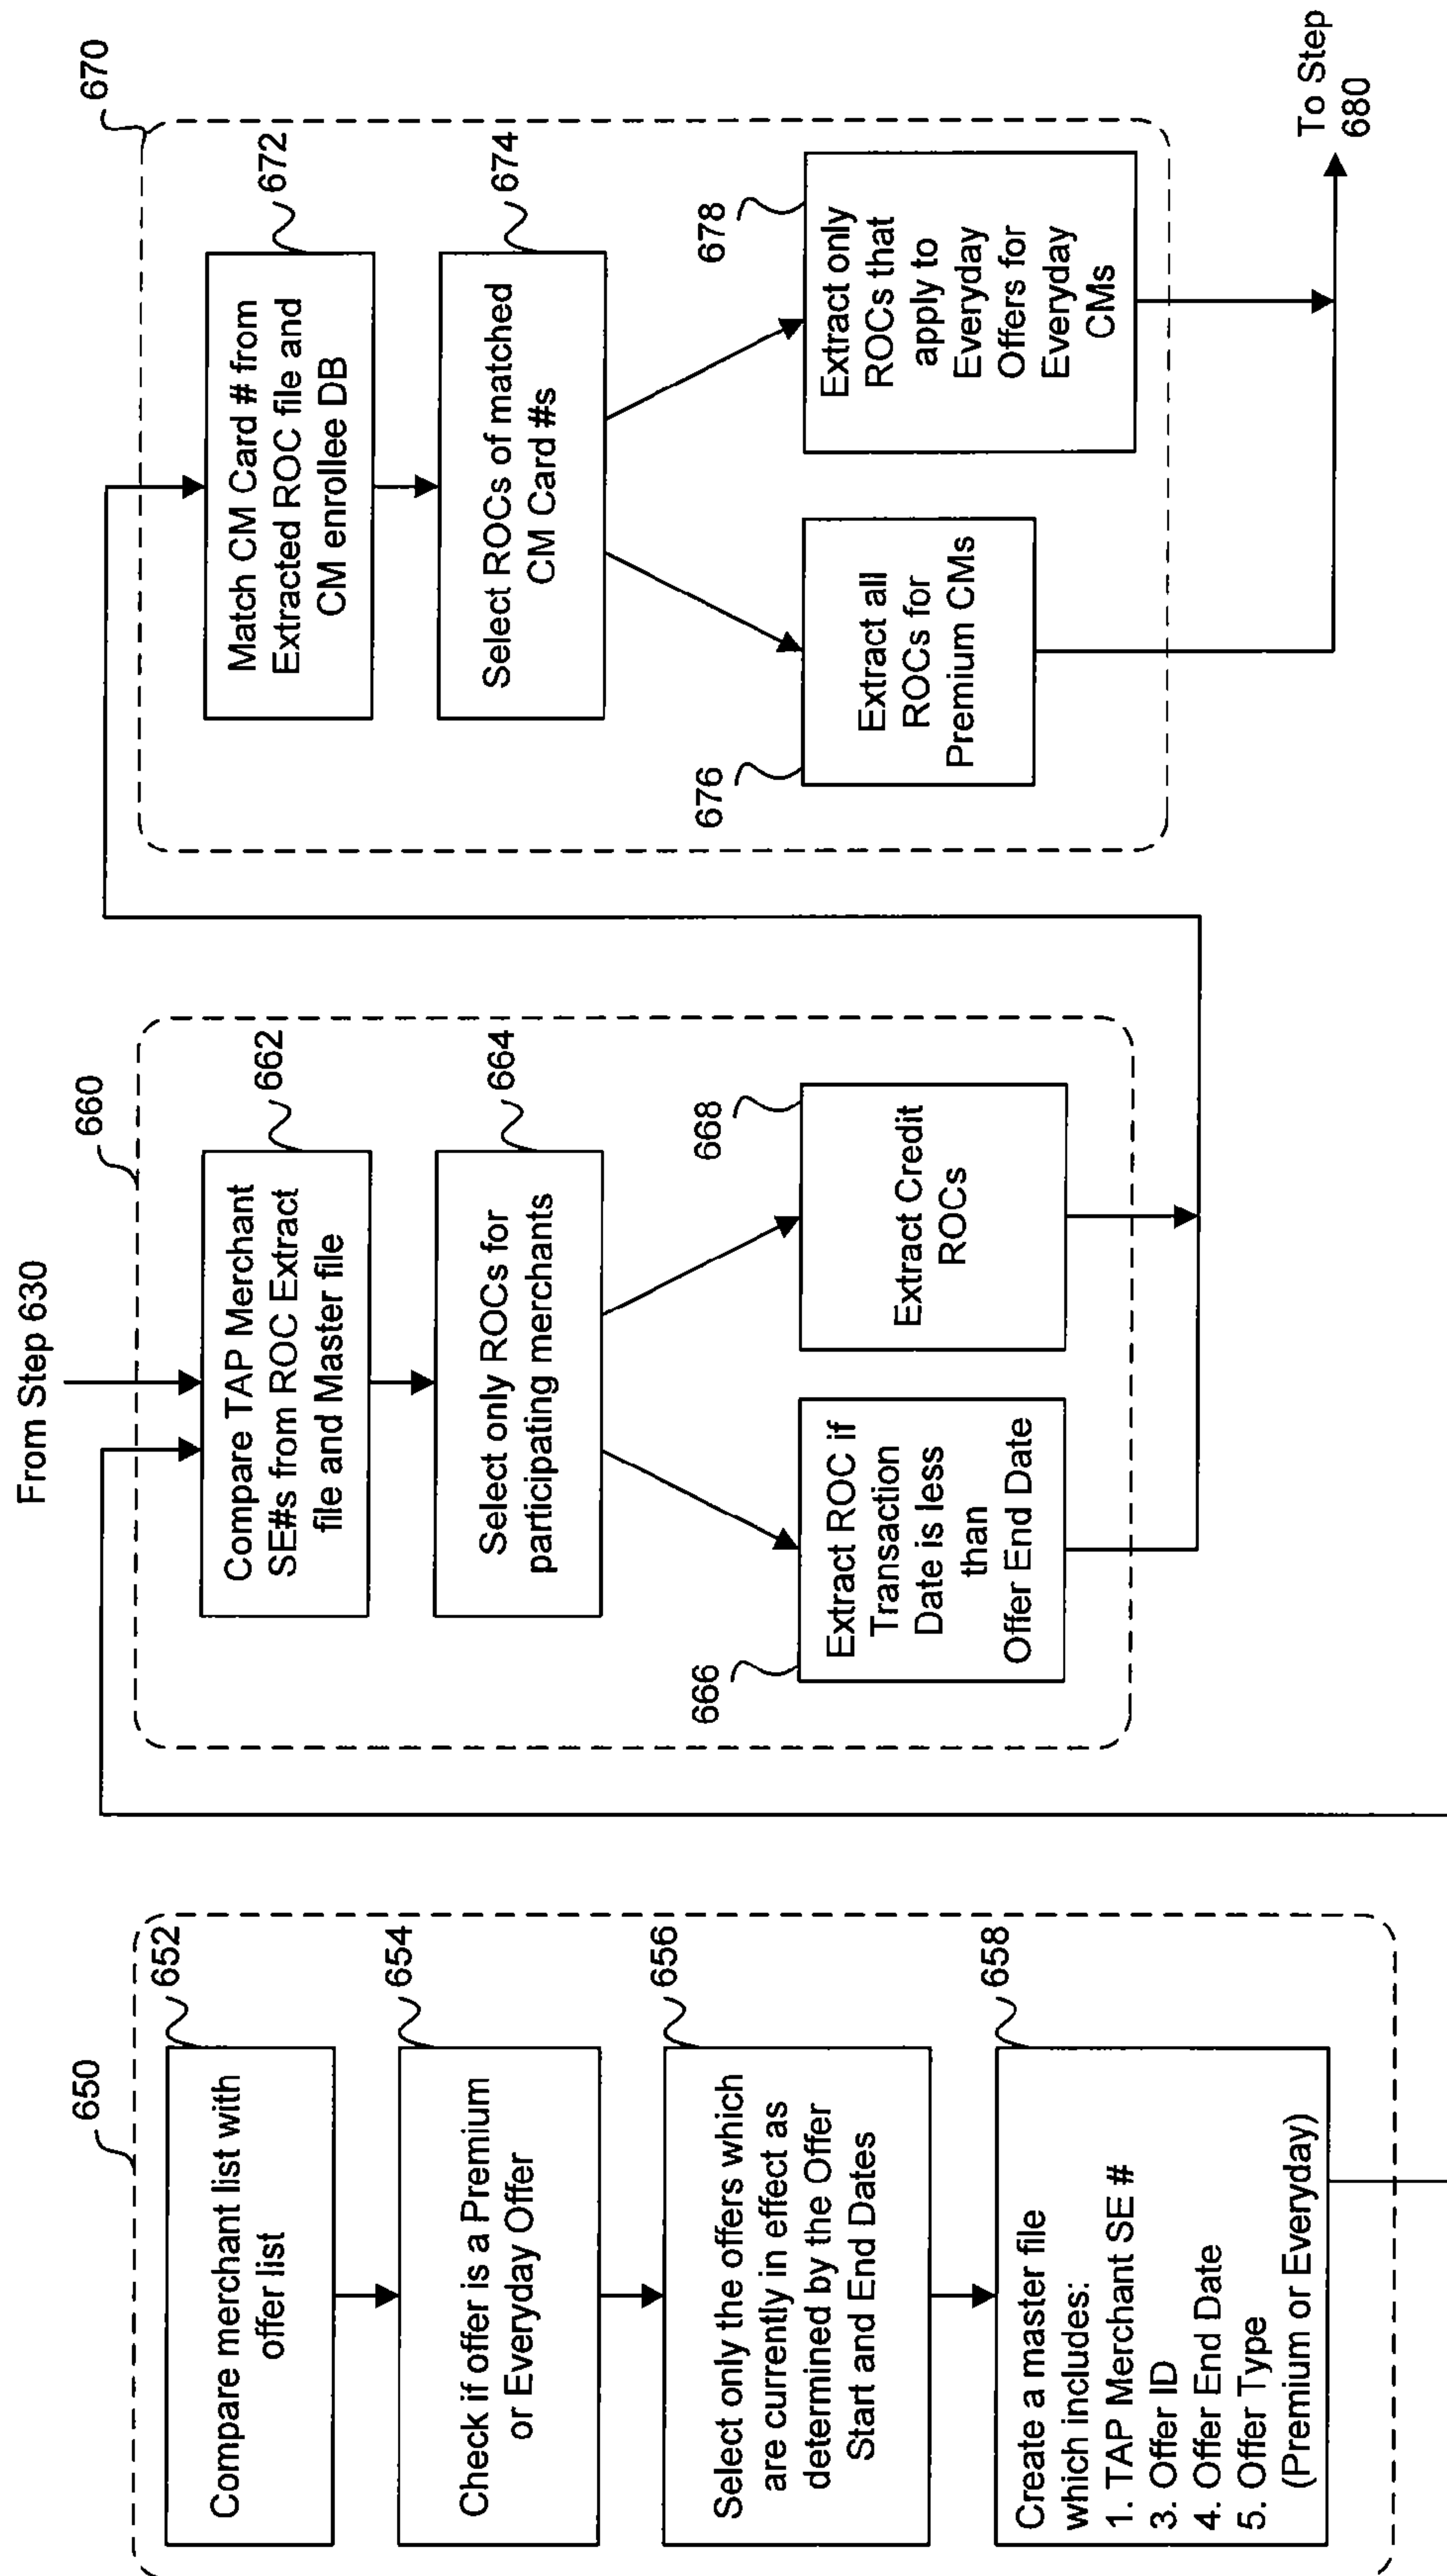 650
652
Compare merchant list with
offer list
654
Check if offer is a Premium
or Everyday Offer
656
Select only the offers which
are currently in effect as
determined by the Offer
Start and End Dates
658
Create a master file
which includes:
1. TAP Merchant SE #
3. Offer ID
4. Offer End Date
5. Offer Type
(Premium or Everyday)
From Step 630
660
662
Compare TAP Merchant
SE#s from ROC Extract
file and Master file
664
Select only ROCs for
participating merchants
666
Extract ROC if
Transaction
Date is less
than
Offer End Date
668
Extract Credit
ROCs
670
672
Match CM Card # from
Extracted ROC file and
CM enrollee DB
674
Select ROCs of matched
CM Card #s
676
Extract all
ROCs for
Premium CMs
678
Extract only
ROCs that
apply to
Everyday
Offers for
Everyday
CMs
To Step
680